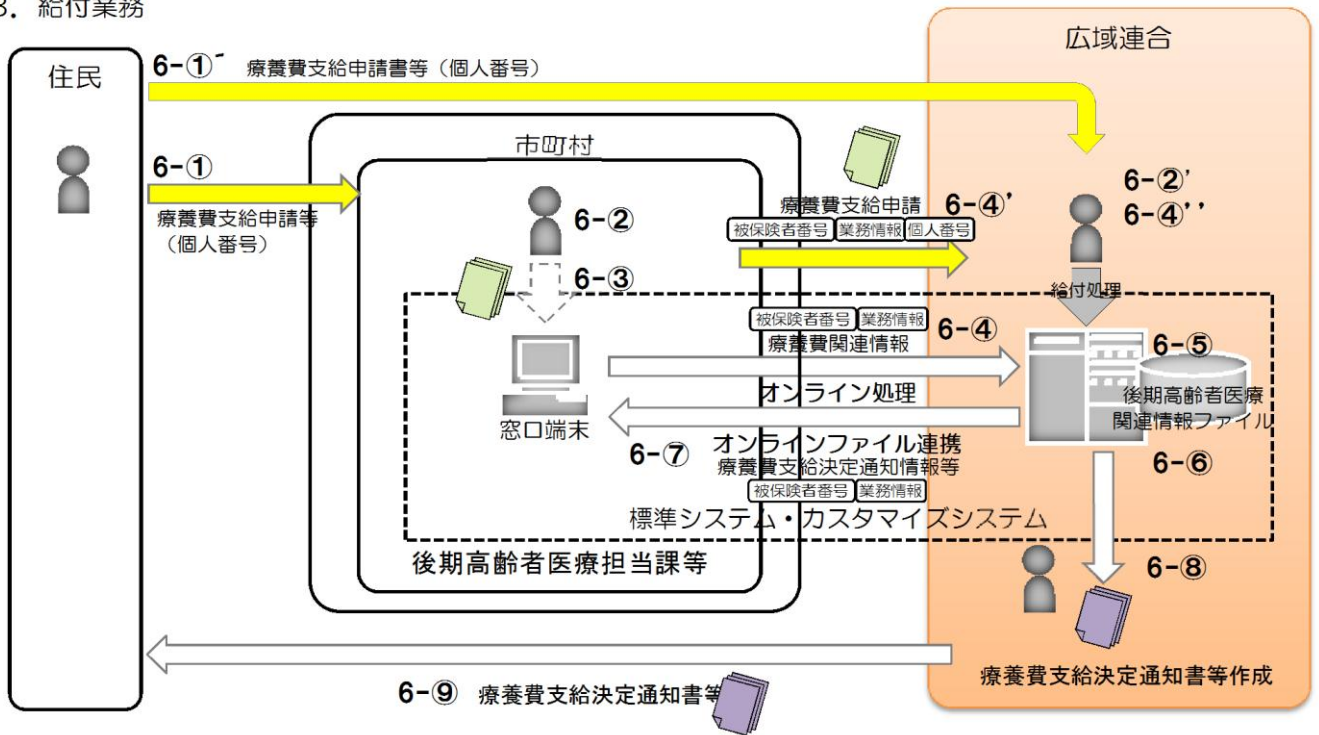 3．給付業務
広域連合
住民
6-①´ 療養費支給申請書等（個人番号）
市町村
6-①
療養費支給申請等
（個人番号）
6-②
6-③
療養費支給申請
6-④’
被保険者番号 業務情報 個人番号
6-②’
6-④’’
給付処理
被保険者番号 業務情報
6-④
療養費関連情報
オンライン処理
窓口端末
6-⑤
後期高齢者医療
関連情報ファイル
6-⑦
オンラインファイル連携
療養費支給決定通知情報等
被保険者番号 業務情報
6-⑥
標準システム・カスタマイズシステム
後期高齢者医療担当課等
6-⑧
療養費支給決定通知書等作成
6-⑨ 療養費支給決定通知書等